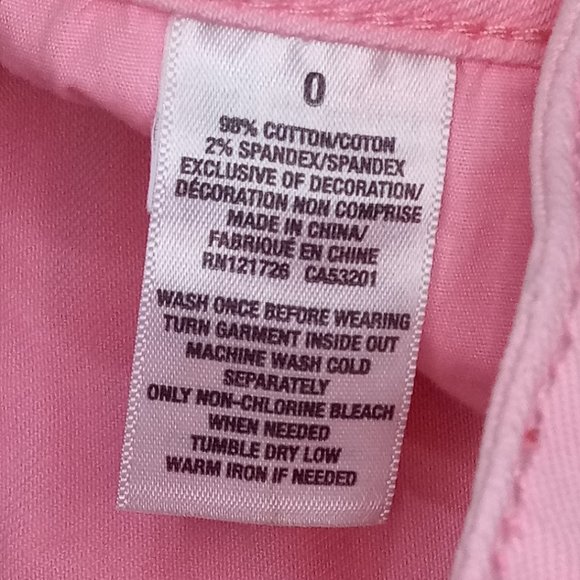 0
98% COTTON/COTON
2% SPANDEX/SPANDEX
EXCLUSIVE OF DECORATION/
DÉCORATION NON COMPRISE
MADE IN CHINA/
FABRIQUÉ EN CHINE
RN121726 CA53201
WASH ONCE BEFORE WEARING
TURN GARMENT INSIDE OUT
MACHINE WASH COLD
SEPARATELY
ONLY NON-CHLORINE BLEACH
WHEN NEEDED
TUMBLE DRY LOW
WARM IRON IF NEEDED